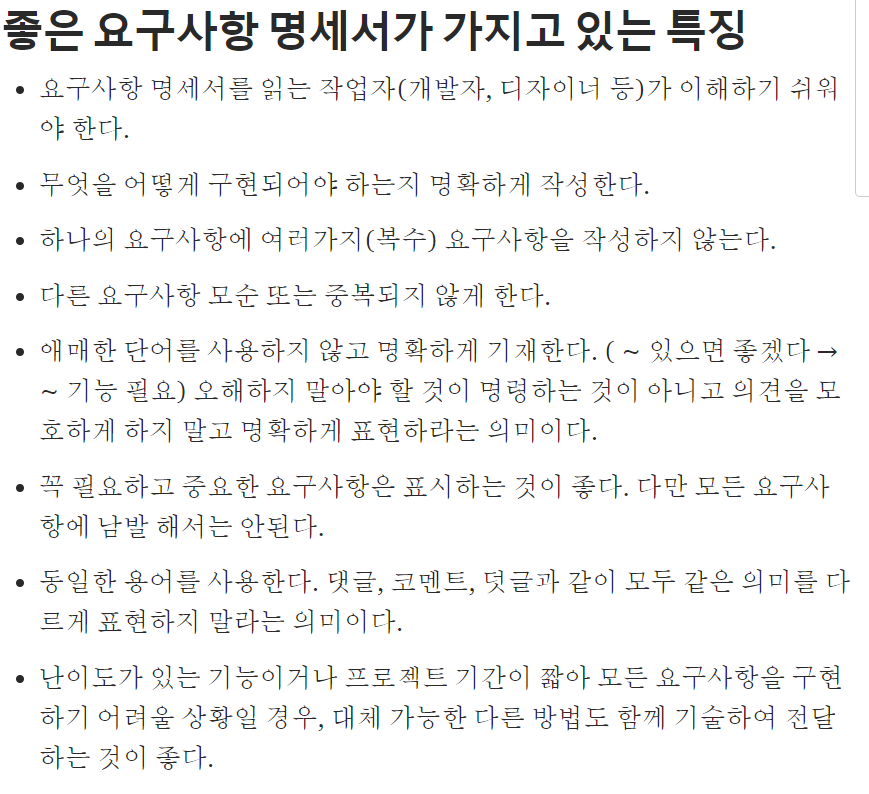 좋은 요구사항 명세서가 가지고 있는 특징
• 요구사항 명세서를 읽는 작업자(개발자, 디자이너 등)가 이해하기 쉬워
야 한다.
• 무엇을 어떻게 구현되어야 하는지 명확하게 작성한다.
• 하나의 요구사항에 여러가지(복수) 요구사항을 작성하지 않는다.
• 다른 요구사항 모순 또는 중복되지 않게 한다.
• 애매한 단어를 사용하지 않고 명확하게 기재한다. ( ~ 있으면 좋겠다 →
~ 기능 필요) 오해하지 말아야 할 것이 명령하는 것이 아니고 의견을 모
호하게 하지 말고 명확하게 표현하라는 의미이다.
• 꼭 필요하고 중요한 요구사항은 표시하는 것이 좋다. 다만 모든 요구사
항에 남발 해서는 안된다.
• 동일한 용어를 사용한다. 댓글, 코멘트, 덧글과 같이 모두 같은 의미를 다
르게 표현하지 말라는 의미이다.
• 난이도가 있는 기능이거나 프로젝트 기간이 짧아 모든 요구사항을 구현
하기 어려울 상황일 경우, 대체 가능한 다른 방법도 함께 기술하여 전달
하는 것이 좋다.